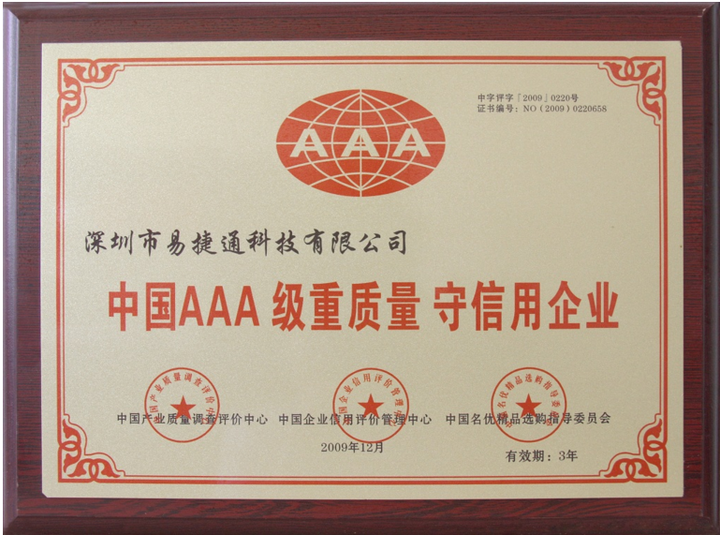 中字评字「2009」0220号
证书编号：NO（2009）0220658
AAA
深圳市易捷通科技有限公司
中国AAA 级重质量 守信用企业
中国产业质量调查评价中心 中国企业信用评价管理中心 中国名优精品选购指导委员会
2009年12月
有效期：3年